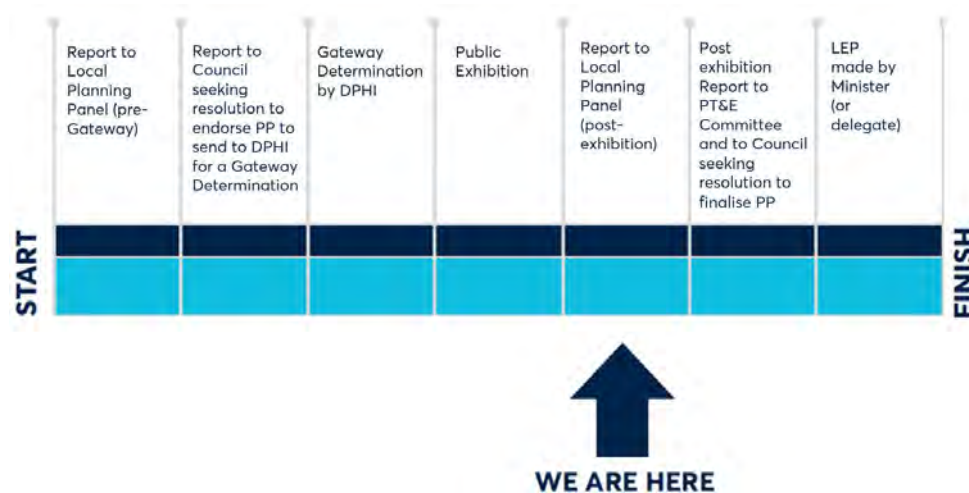 Report to
Local
Planning
Panel (pre-
Gateway)
Report to
Council
seeking
resolution to
endorse PP to
send to DPHI
for a Gateway
Determination
Gateway
Determination
by DPHI
Public
Exhibition
Report to
Local
Planning
Panel
(post-
exhibition)
Post
exhibition
Report to
PT&E
Committee
and to Council
seeking
resolution to
finalise PP
LEP
made by
Minister
(or
delegate)
START
FINISH
WE ARE HERE